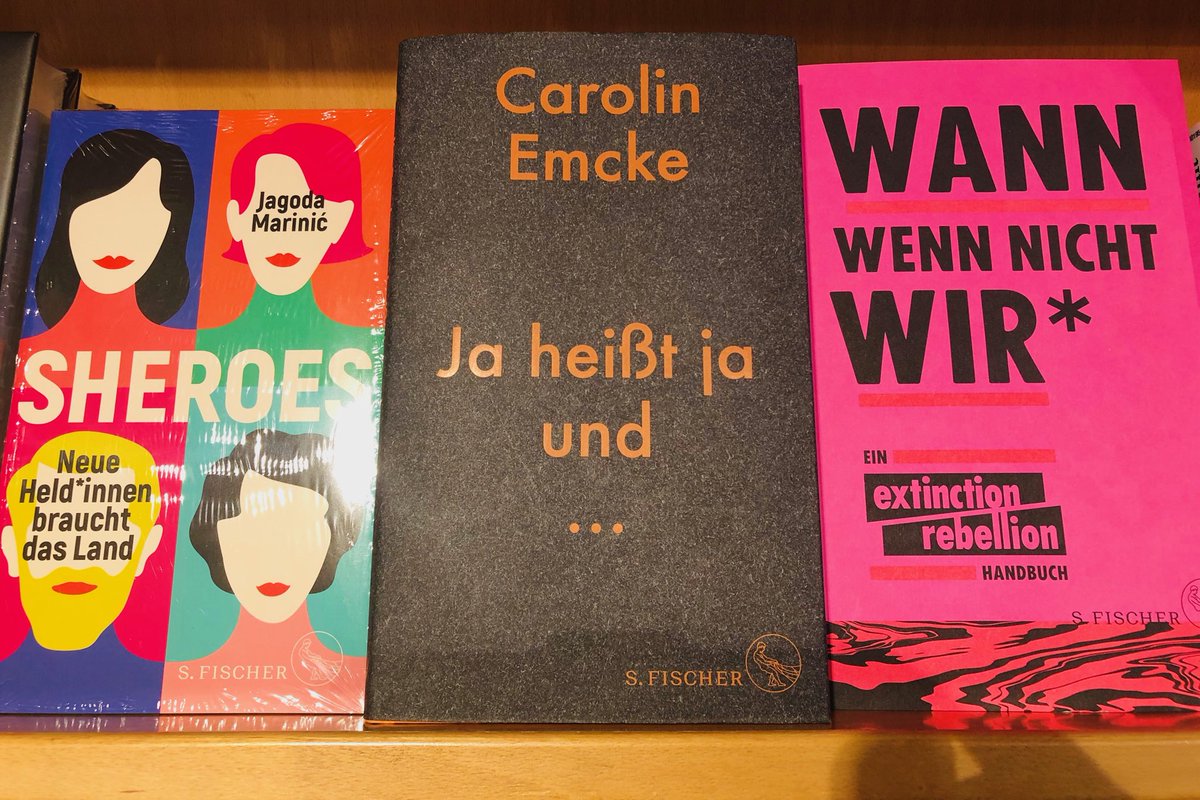 Jagoda
Marinić
SHEROES
Neue
Held*innen
braucht
das Land
S. FISCHER
Carolin
Emcke
Ja heißt ja
und
...
S. FISCHER
WANN
WENN NICHT
WIR*
EIN
extinction
rebellion
HANDBUCH
S. FISCHER